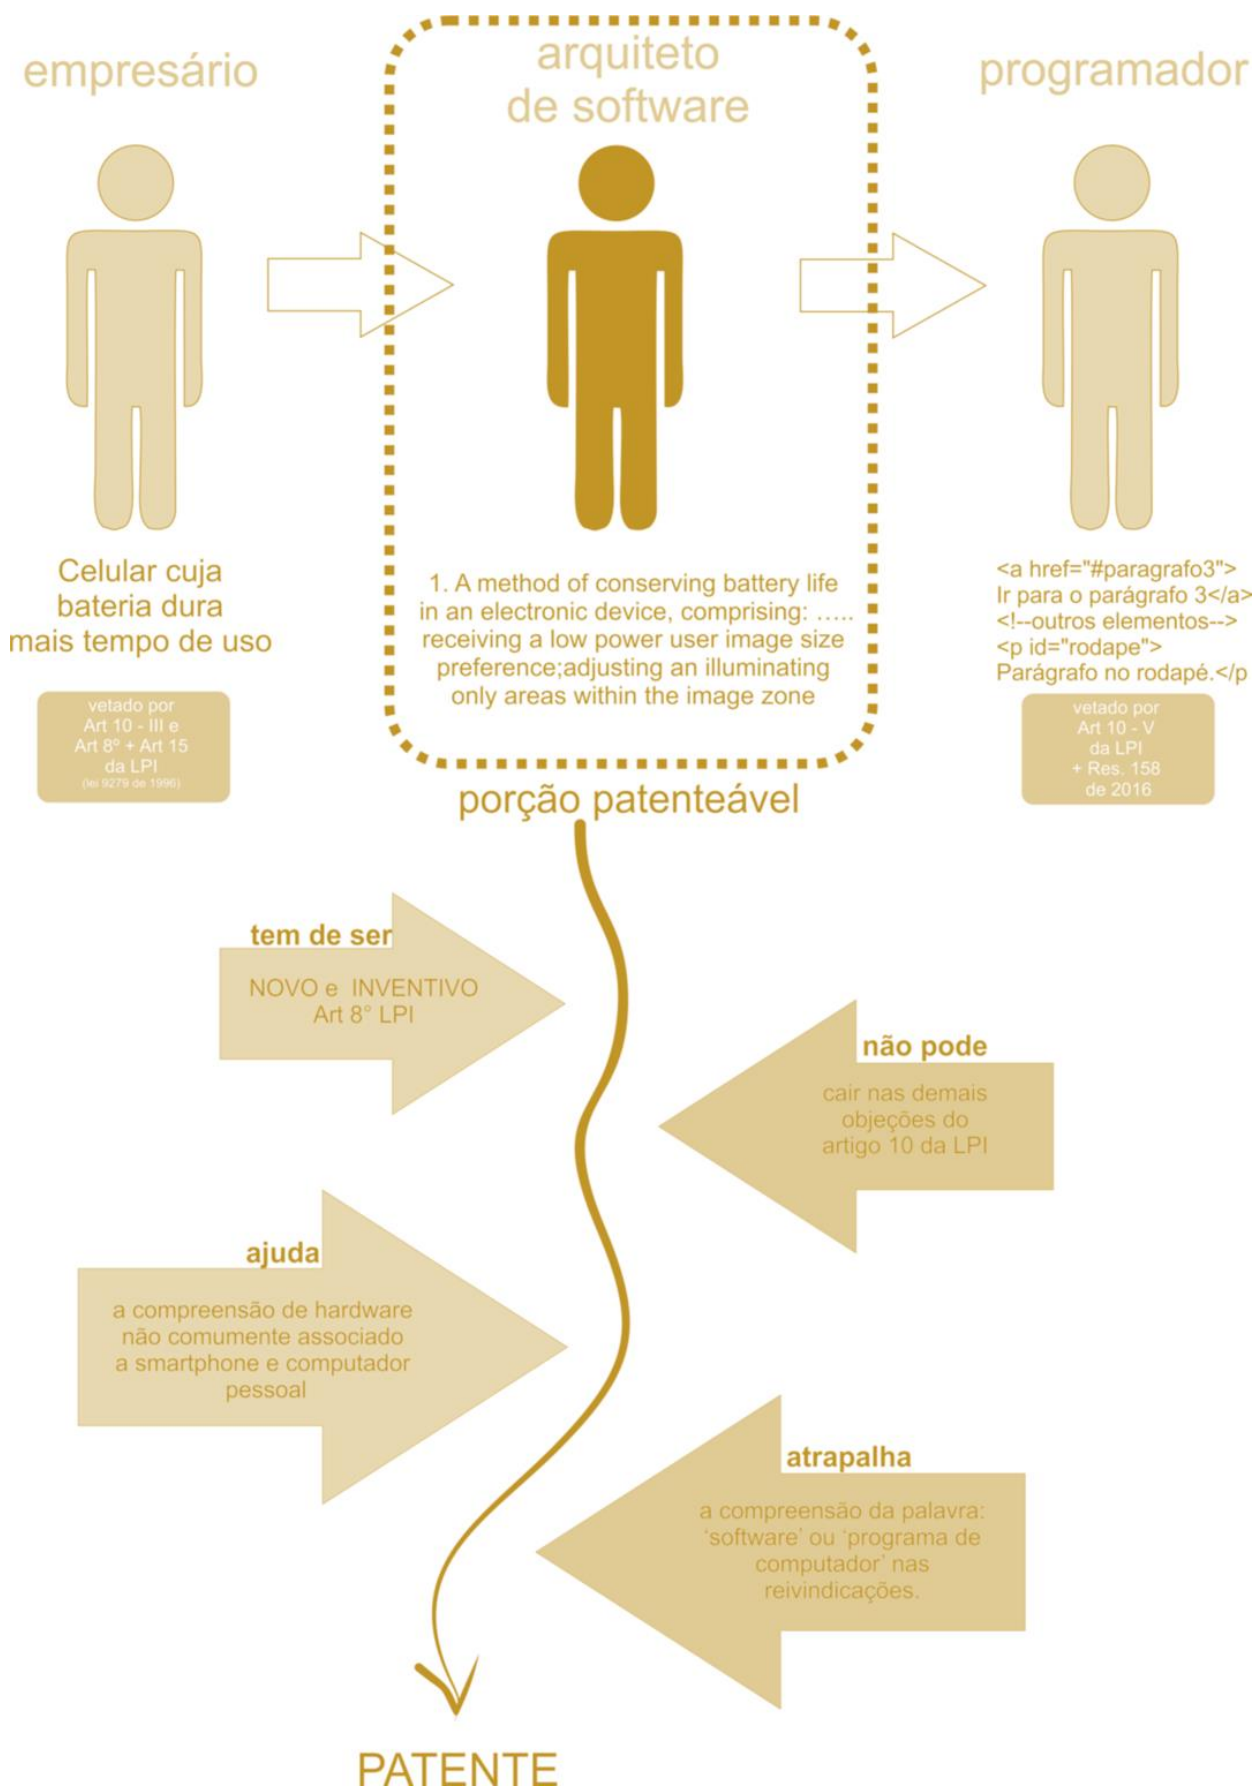 empresário
arquiteto
de software
programador
Celular cuja
bateria dura
mais tempo de uso
vetado por
Art 10 - III e
Art 8º + Art 15
da LPI
(lei 9279 de 1996)
1. A method of conserving battery life
in an electronic device, comprising: …..
receiving a low power user image size
preference;adjusting an illuminating
only areas within the image zone
<a href="#paragrafo3">
Ir para o parágrafo 3</a>
<!--outros elementos-->
<p id="rodape">
Parágrafo no rodapé.</p
vetado por
Art 10 - V
da LPI
+ Res. 158
de 2016
porção patenteável
tem de ser
NOVO e INVENTIVO
Art 8° LPI
não pode
cair nas demais
objeções do
artigo 10 da LPI
ajuda
a compreensão de hardware
não comumente associado
a smartphone e computador
pessoal
atrapalha
a compreensão da palavra:
‘software’ ou ‘programa de
computador’ nas
reivindicações.
PATENTE